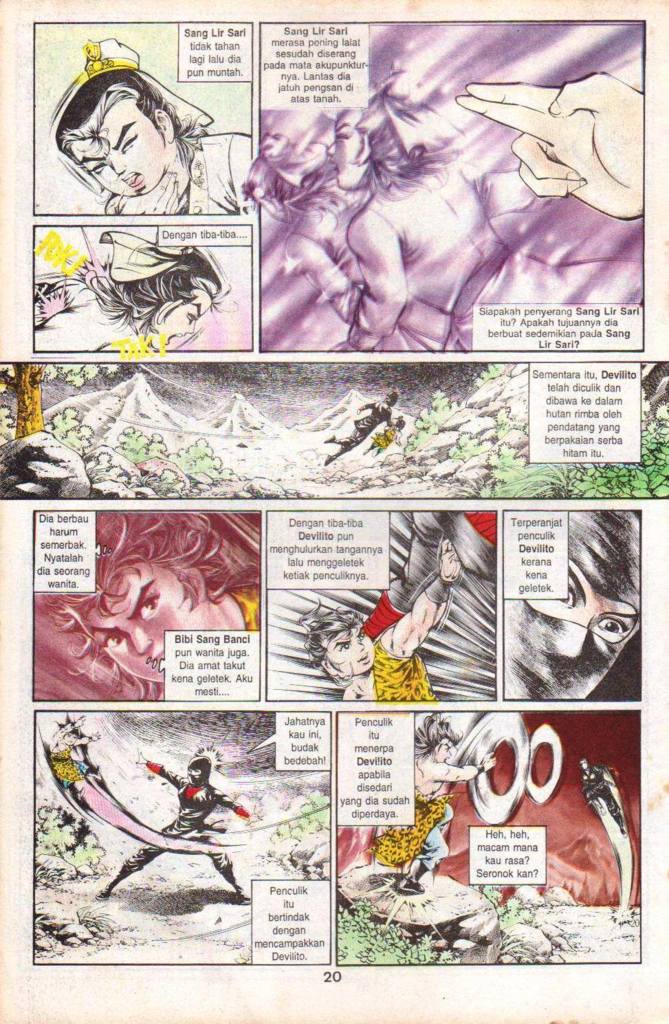 Sang Lir Sari
tidak tahan
lagi lalu dia
pun muntah.
Sang Lir Sari
merasa pening lalat
sesudah diserang
pada mata akupunktur-
nya. Lantas dia
jatuh pengsan di
atas tanah.
Dengan tiba-tiba....
POK!
TAK!
Siapakah penyerang Sang Lir Sari
itu? Apakah tujuannya dia
berbuat sedemikian pada Sang
Lir Sari?
Sementara itu, Devilito
telah diculik dan
dibawa ke dalam
hutan rimba oleh
pendatang yang
berpakaian serba
hitam itu.
Dia berbau
harum
semerbak.
Nyatalah
dia seorang
wanita.
Bibi Sang Banci
pun wanita juga.
Dia amat takut
kena geletek. Aku
mesti....
Dengan tiba-tiba
Devilito pun
menghulurkan tangannya
lalu menggeletek
ketiak penculiknya.
Terperanjat
penculik
Devilito
kerana
kena
geletek.
Jahatnya
kau ini,
budak
bedebah!
Penculik
itu
bertindak
dengan
mencampakkan
Devilito.
Penculik
itu
menerpa
Devilito
apabila
disedari
yang dia sudah
diperdaya.
Heh, heh,
macam mana
kau rasa?
Seronok kan?
20